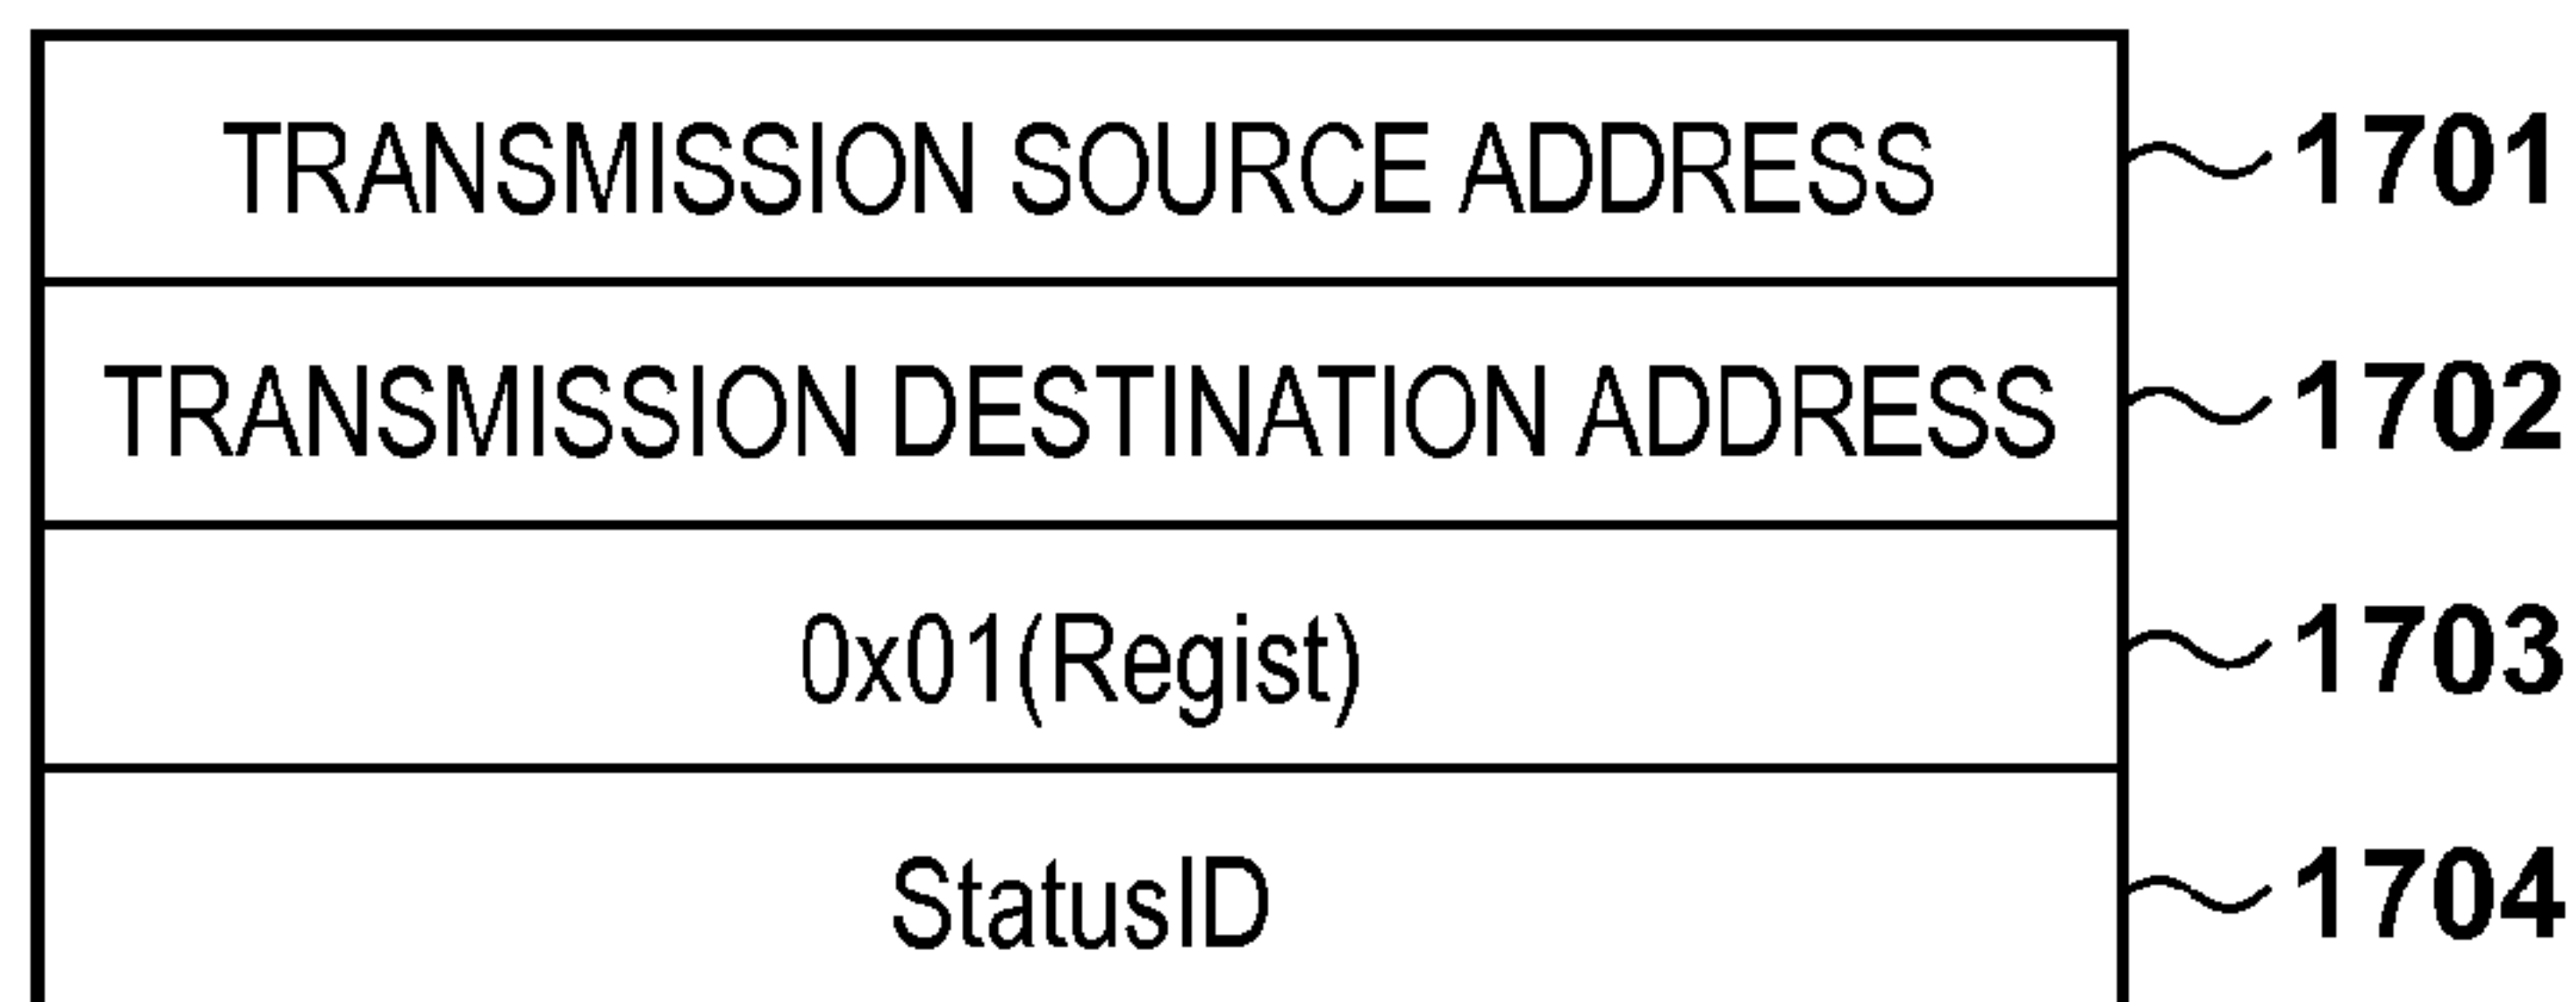 TRANSMISSION SOURCE ADDRESS 1701
TRANSMISSION DESTINATION ADDRESS 1702
0x01(Regist) 1703
StatusID 1704